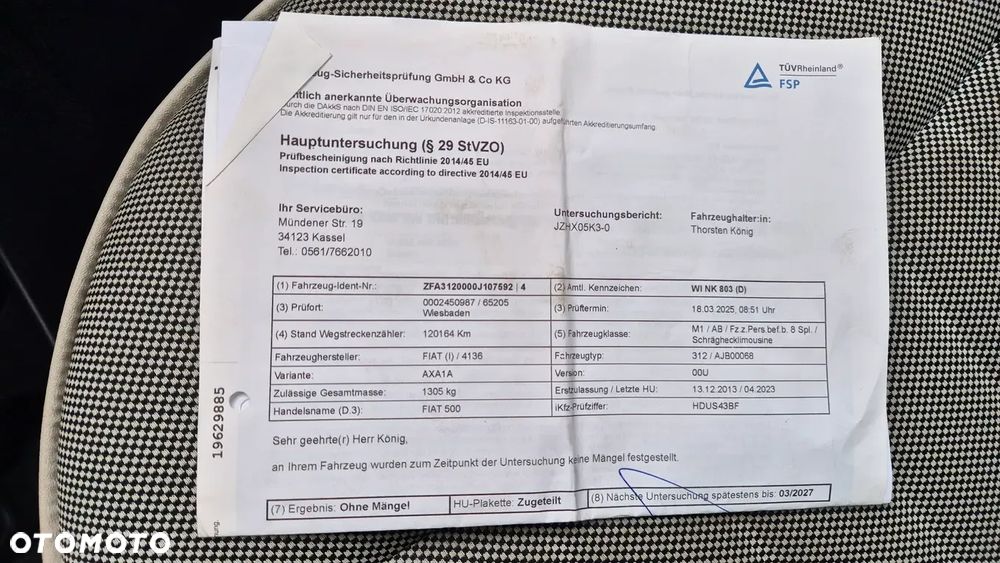 ug-Sicherheitsprüfung GmbH & Co KG
TÜVRheinland®
FSP
tlich anerkannte Überwachungsorganisation
Durch die DAkkS nach DIN EN ISO/IEC 17020:2012 akkreditierte Inspektionsstelle.
Die Akkreditierung gilt nur für den in der Urkundenanlage (D-IS-11163-01-00) aufgeführten Akkreditierungsumfang.
Hauptuntersuchung (§ 29 StVZO)
Prüfbescheinigung nach Richtlinie 2014/45 EU
Inspection certificate according to directive 2014/45 EU
Ihr Servicebüro:
Mündener Str. 19
34123 Kassel
Tel.: 0561/7662010
Untersuchungsbericht:
JZHX05K3-0
Fahrzeughalter:in:
Thorsten König
(1) Fahrzeug-Ident-Nr.: ZFA3120000J107592 | 4 (2) Amtl. Kennzeichen: WI NK 803 (D)
(3) Prüfort: 0002450987 / 65205 Wiesbaden (3) Prüftermin: 18.03.2025, 08:51 Uhr
(4) Stand Wegstreckenzähler: 120164 Km (5) Fahrzeugklasse: M1 / AB / Fz.z.Pers.bef.b. 8 Spl. / Schräghecklimousine
Fahrzeughersteller: FIAT (I) / 4136 Fahrzeugtyp: 312 / AJB00068
Variante: AXA1A Version: 00U
Zulässige Gesamtmasse: 1305 kg Erstzulassung / Letzte HU: 13.12.2013 / 04.2023
Handelsname (D.3): FIAT 500 iKfz-Prüfziffer: HDUS43BF
Sehr geehrte(r) Herr König,
an Ihrem Fahrzeug wurden zum Zeitpunkt der Untersuchung keine Mängel festgestellt.
(7) Ergebnis: Ohne Mängel HU-Plakette: Zugeteilt (8) Nächste Untersuchung spätestens bis: 03/2027
19629885
ung.
OTOMOTO